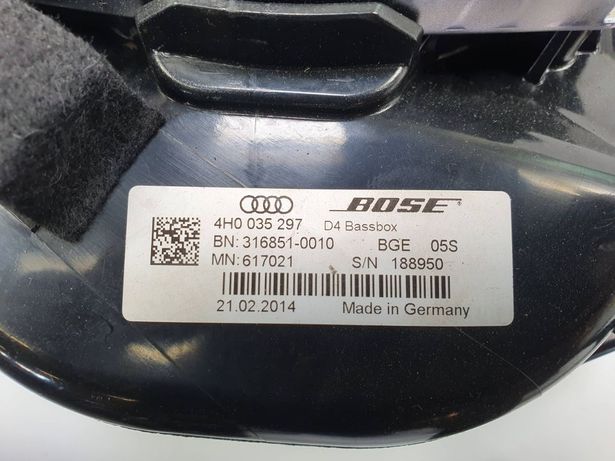 BOSE
4H0 035 297 D4 Bassbox
BN: 316851-0010 BGE 05S
MN: 617021 S/N 188950
21.02.2014 Made in Germany